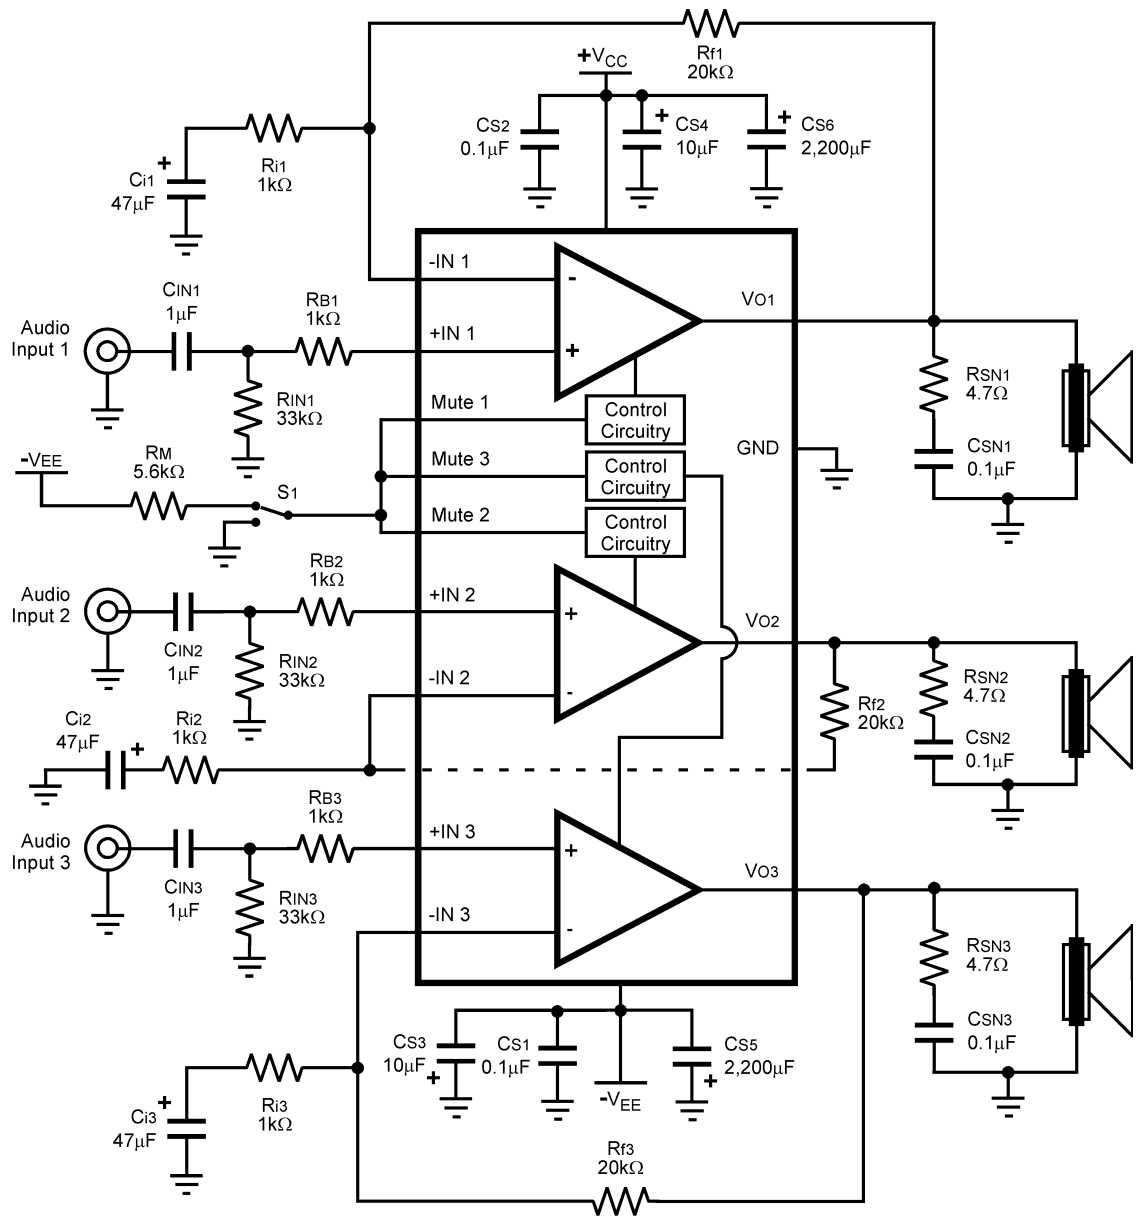 Rf1
20kΩ
+VCC
CS2
0.1µF
+
CS4
10µF
+
CS6
2,200µF
Ri1
1kΩ
+
Ci1
47µF
-IN 1
-
CIN1
1µF
RB1
1kΩ
VO1
Audio
Input 1
+IN 1
+
RIN1
33kΩ
Mute 1
Control
Circuitry
RSN1
4.7Ω
CSN1
0.1µF
GND
-VEE
RM
5.6kΩ
S1
Mute 3
Control
Circuitry
Mute 2
Control
Circuitry
RB2
1kΩ
Audio
Input 2
+IN 2
+
VO2
CIN2
1µF
RIN2
33kΩ
-IN 2
-
RSN2
4.7Ω
Rf2
20kΩ
CSN2
0.1µF
Ci2
47µF
+
Ri2
1kΩ
RB3
1kΩ
Audio
Input 3
+IN 3
+
VO3
CIN3
1µF
RIN3
33kΩ
-IN 3
-
RSN3
4.7Ω
CSN3
0.1µF
CS3
10µF
+
CS1
0.1µF
CS5
2,200µF
+
-VEE
Ri3
1kΩ
+
Ci3
47µF
Rf3
20kΩ